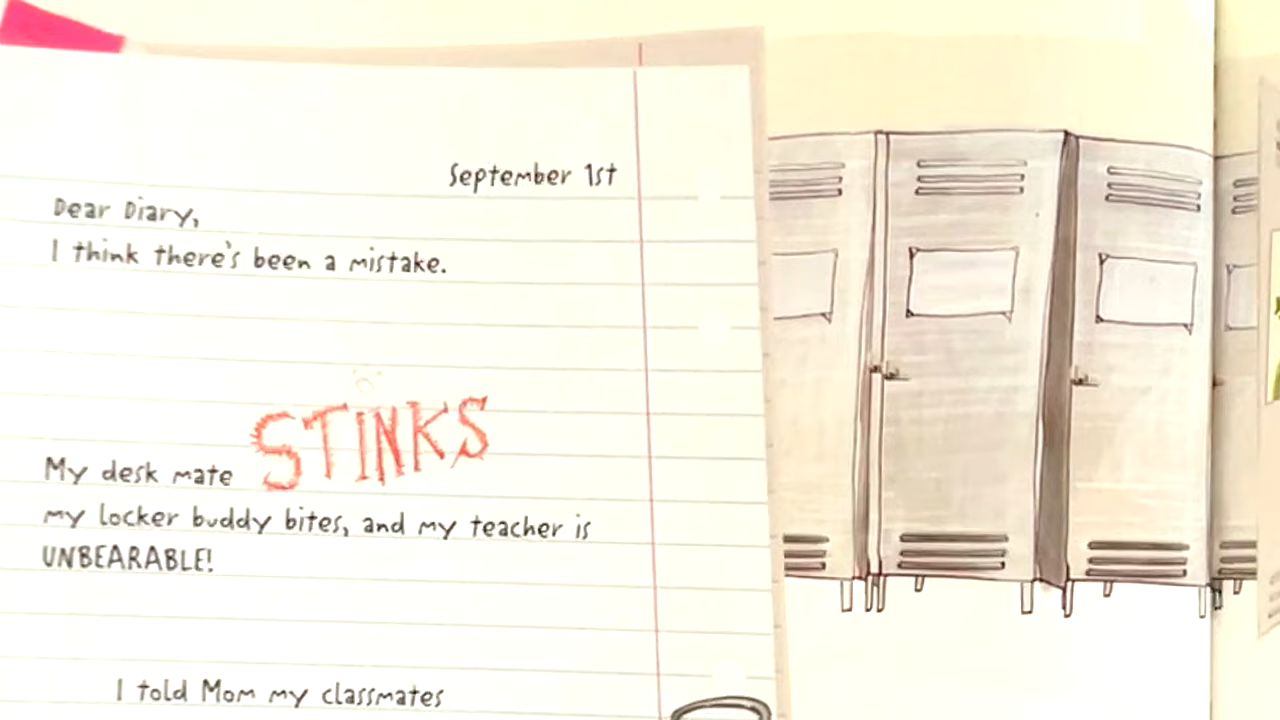 September 1st
Dear Diary,
I think there's been a mistake.
My desk mate STINKS
my locker buddy bites, and my teacher is
UNBEARABLE!
I told Mom my classmates